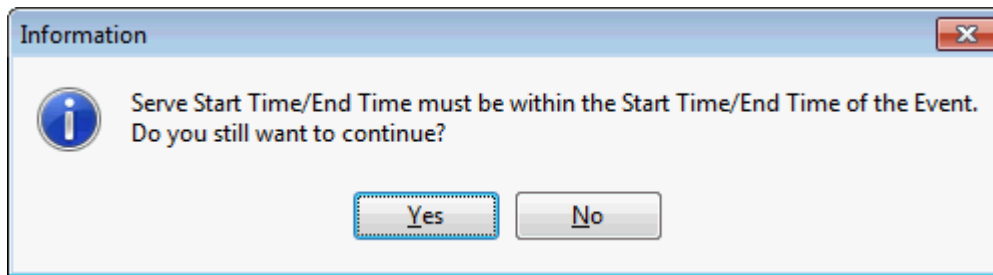 Information
Serve Start Time/End Time must be within the Start Time/End Time of the Event.
Do you still want to continue?
Yes
No